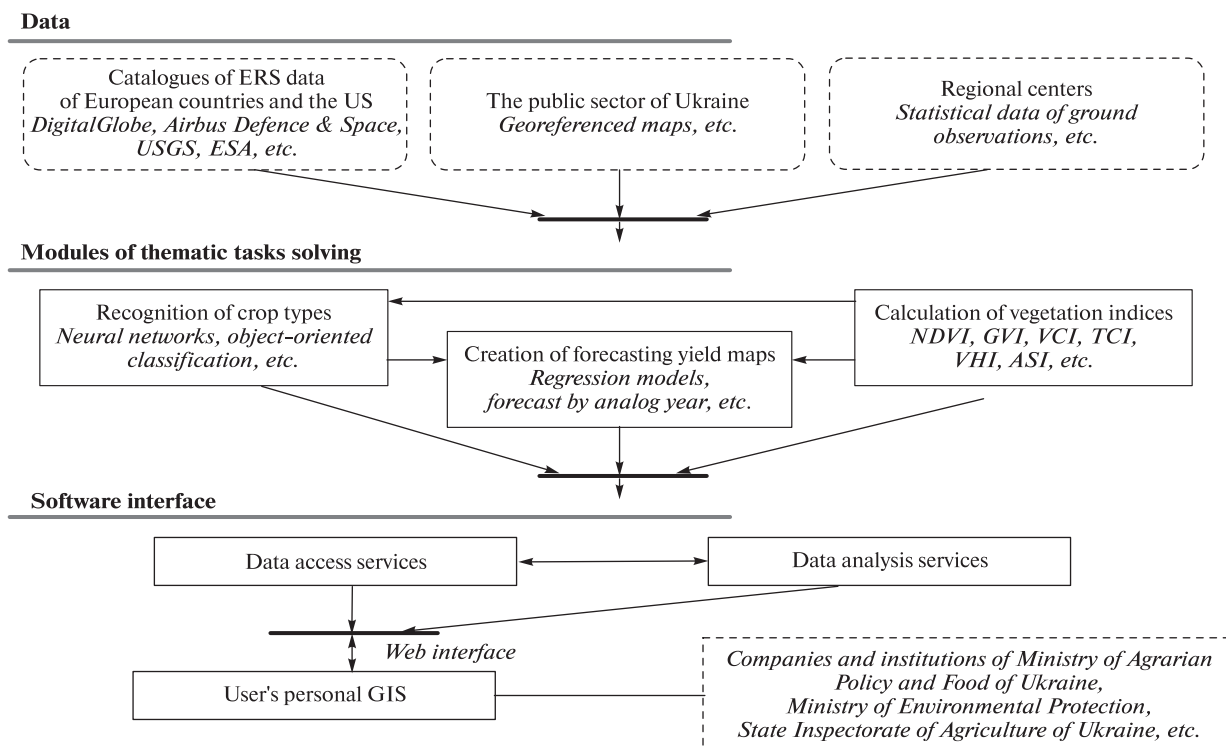 Data
Catalogues of ERS data
of European countries and the US
DigitalGlobe, Airbus Defence & Space,
USGS, ESA, etc.
The public sector of Ukraine
Georeferenced maps, etc.
Regional centers
Statistical data of ground
observations, etc.
Modules of thematic tasks solving
Recognition of crop types
Neural networks, object-oriented
classification, etc.
Creation of forecasting yield maps
Regression models,
forecast by analog year, etc.
Calculation of vegetation indices
NDVI, GVI, VCI, TCI,
VHI, ASI, etc.
Software interface
Data access services
Data analysis services
Web interface
User's personal GIS
Companies and institutions of Ministry of Agrarian
Policy and Food of Ukraine,
Ministry of Environmental Protection,
State Inspectorate of Agriculture of Ukraine, etc.